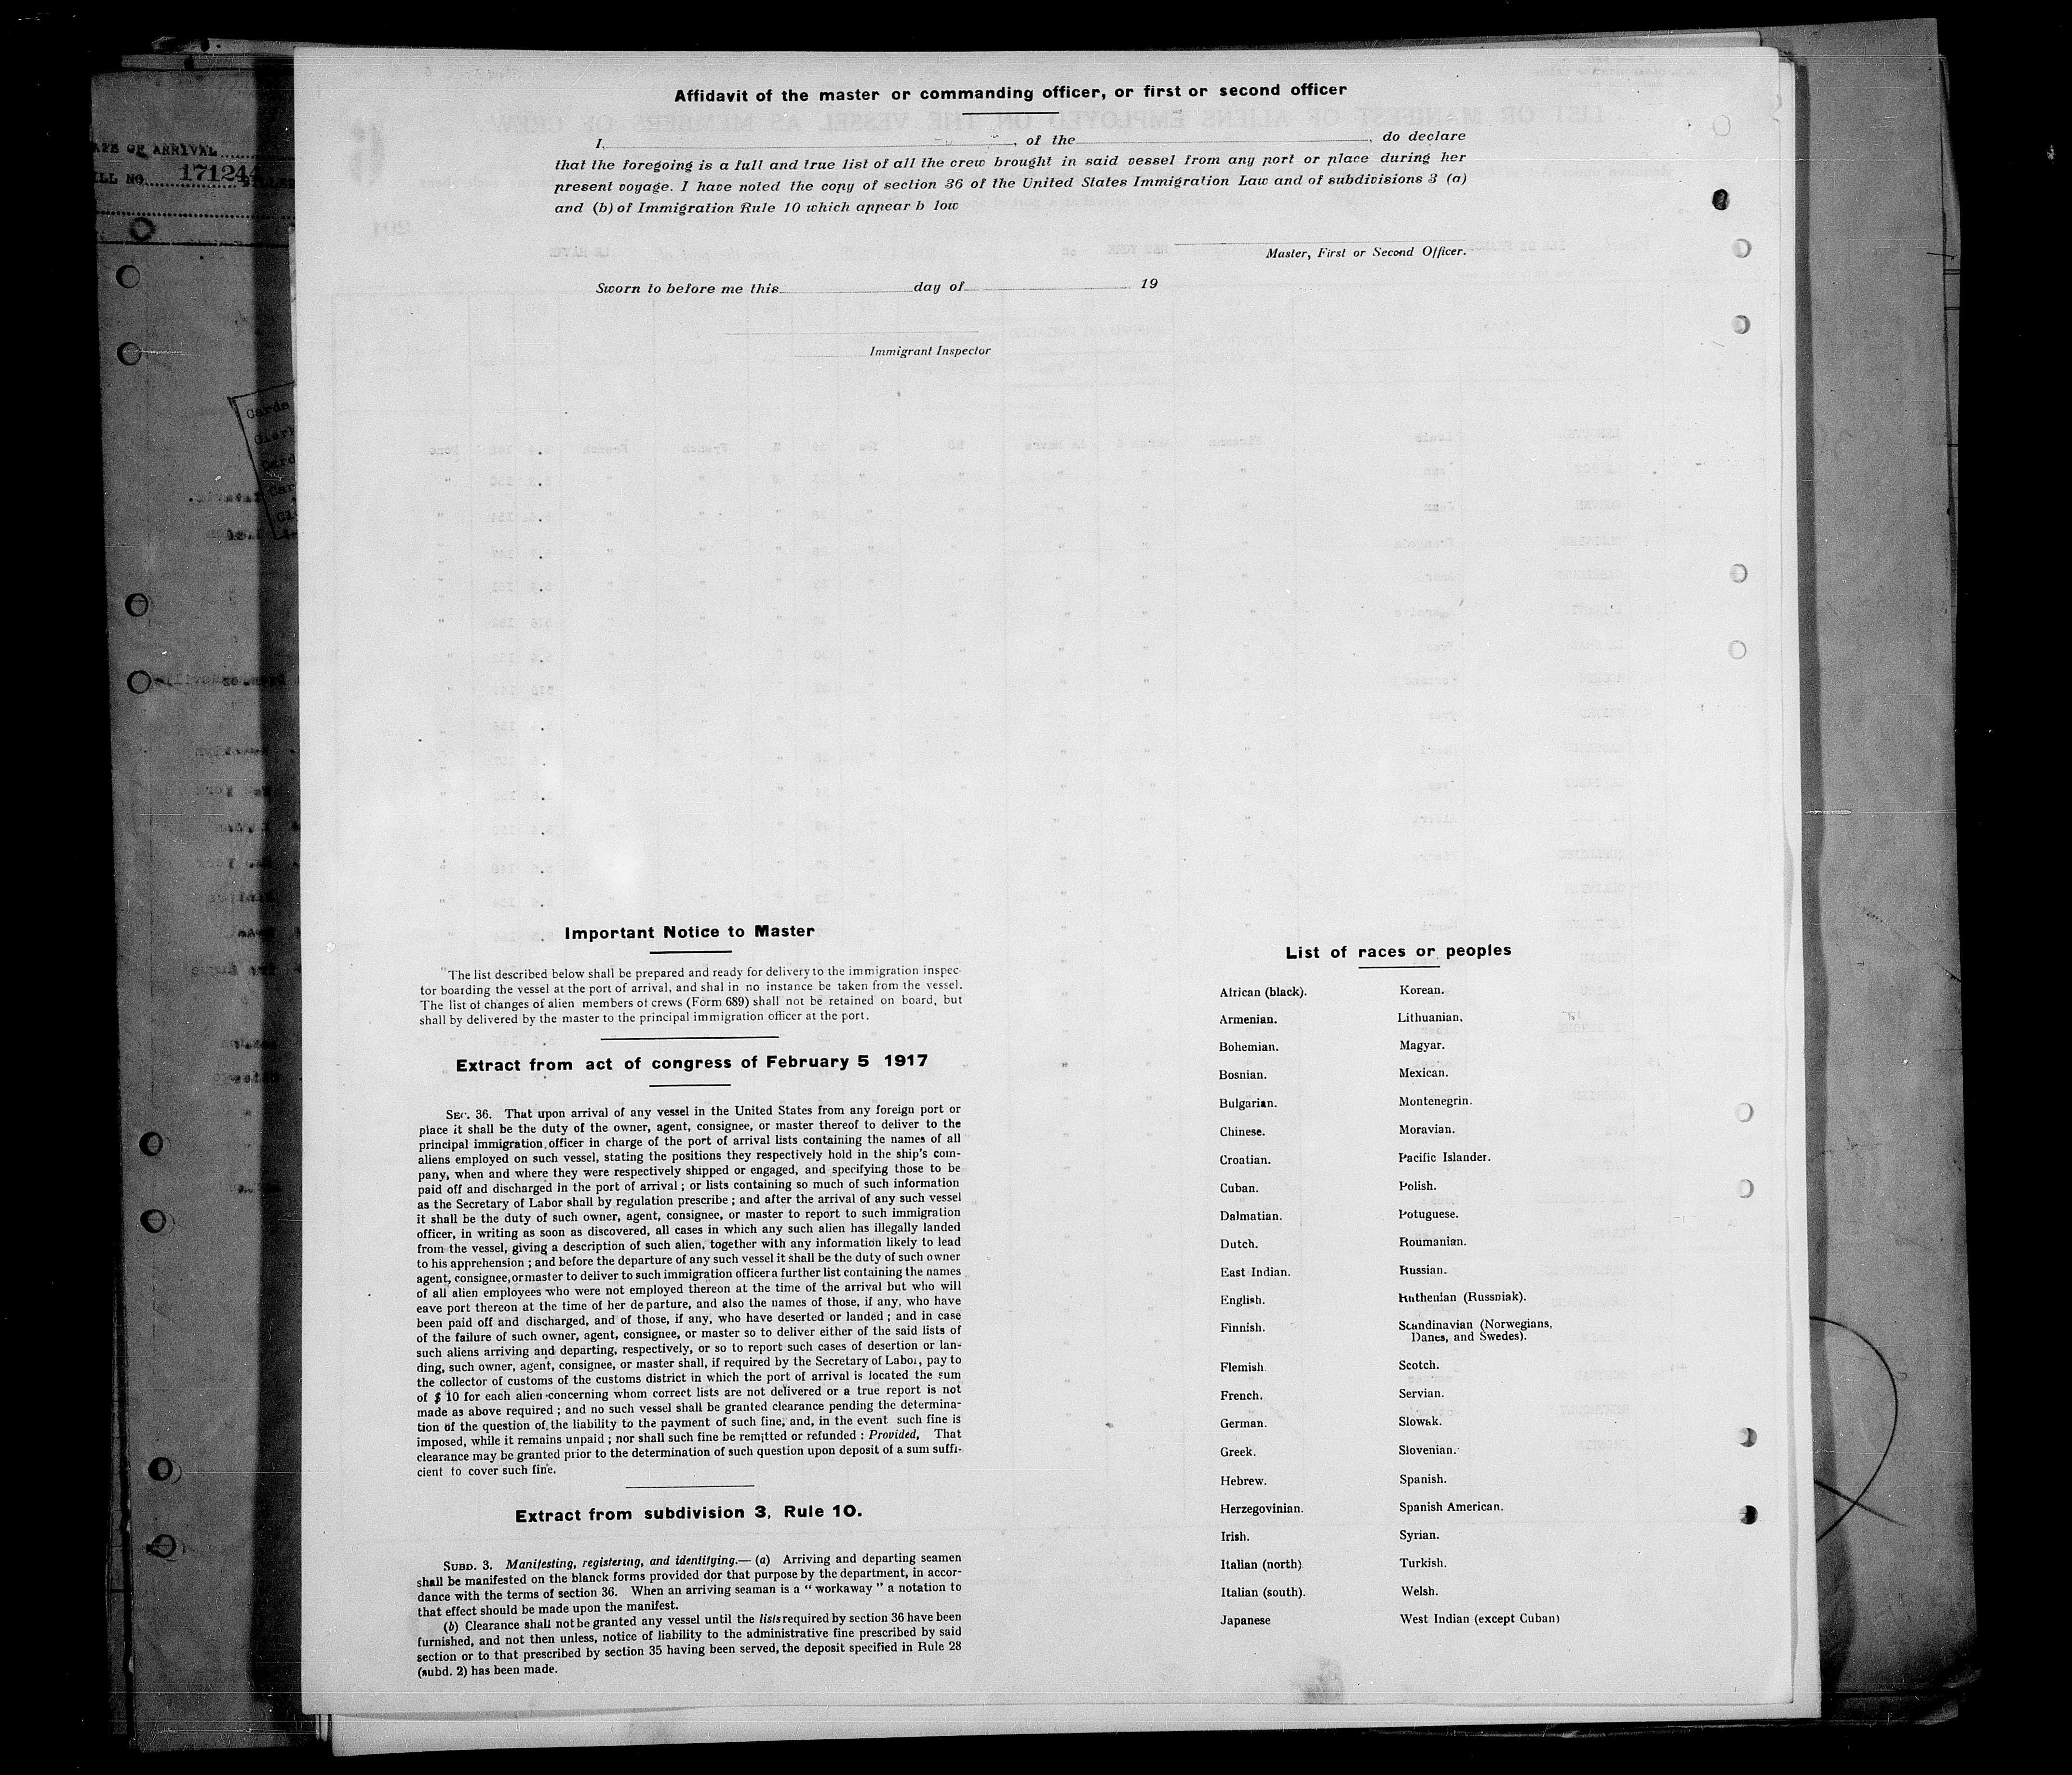 Affidavit of the master or commanding officer, or first or second officer
I, , of the , do declare
that the foregoing is a full and true list of all the crew brought in said vessel from any port or place during her
present voyage. I have noted the copy of section 36 of the United States Immigration Law and of subdivisions 3 (a)
and (b) of Immigration Rule 10 which appear b low
Master, First or Second Officer.
Sworn to before me this day of 19
Immigrant Inspector
Important Notice to Master
"The list described below shall be prepared and ready for delivery to the immigration inspec-
tor boarding the vessel at the port of arrival, and shal in no instance be taken from the vessel.
The list of changes of alien members of crews (Form 689) shall not be retained on board, but
shall by delivered by the master to the principal immigration officer at the port.
Extract from act of congress of February 5 1917
SEC. 36. That upon arrival of any vessel in the United States from any foreign port or
place it shall be the duty of the owner, agent, consignee, or master thereof to deliver to the
principal immigration officer in charge of the port of arrival lists containing the names of all
aliens employed on such vessel, stating the positions they respectively hold in the ship's com-
pany, when and where they were respectively shipped or engaged, and specifying those to be
paid off and discharged in the port of arrival ; or lists containing so much of such information
as the Secretary of Labor shall by regulation prescribe ; and after the arrival of any such vessel
it shall be the duty of such owner, agent, consignee, or master to report to such immigration
officer, in writing as soon as discovered, all cases in which any such alien has illegally landed
from the vessel, giving a description of such alien, together with any information likely to lead
to his apprehension ; and before the departure of any such vessel it shall be the duty of such owner
agent, consignee, or master to deliver to such immigration officer a further list containing the names
of all alien employees who were not employed thereon at the time of the arrival but who will
eave port thereon at the time of her departure, and also the names of those, if any, who have
been paid off and discharged, and of those, if any, who have deserted or landed ; and in case
of the failure of such owner, agent, consignee, or master so to deliver either of the said lists of
such aliens arriving and departing, respectively, or so to report such cases of desertion or lan-
ding, such owner, agent, consignee, or master shall, if required by the Secretary of Labor, pay to
the collector of customs of the customs district in which the port of arrival is located the sum
of $ 10 for each alien concerning whom correct lists are not delivered or a true report is not
made as above required ; and no such vessel shall be granted clearance pending the determina-
tion of the question of the liability to the payment of such fine, and, in the event such fine is
imposed, while it remains unpaid ; nor shall such fine be remitted or refunded : Provided, That
clearance may be granted prior to the determination of such question upon deposit of a sum suffi-
cient to cover such fine.
Extract from subdivision 3, Rule 10.
SUBD. 3. Manifesting, registering, and identifying.— (a) Arriving and departing seamen
shall be manifested on the blanck forms provided dor that purpose by the department, in accor-
dance with the terms of section 36. When an arriving seaman is a " workaway " a notation to
that effect should be made upon the manifest.
(b) Clearance shall not be granted any vessel until the lists required by section 36 have been
furnished, and not then unless, notice of liability to the administrative fine prescribed by said
section or to that prescribed by section 35 having been served, the deposit specified in Rule 28
(subd. 2) has been made.
List of races or peoples
African (black).
Armenian.
Bohemian.
Bosnian.
Bulgarian.
Chinese.
Croatian.
Cuban.
Dalmatian.
Dutch.
East Indian.
English.
Finnish.
Flemish
French.
German.
Greek.
Hebrew.
Herzegovinian.
Irish.
Italian (north)
Italian (south).
Japanese
Korean.
Lithuanian.
Magyar.
Mexican.
Montenegrin.
Moravian.
Pacific Islander.
Polish.
Potuguese.
Roumanian.
Russian.
Ruthenian (Russniak).
Scandinavian (Norwegians,
Danes, and Swedes).
Scotch.
Servian.
Slowak.
Slovenian.
Spanish.
Spanish American.
Syrian.
Turkish.
Welsh.
West Indian (except Cuban)
OF ARRIVAL
NO. 171244